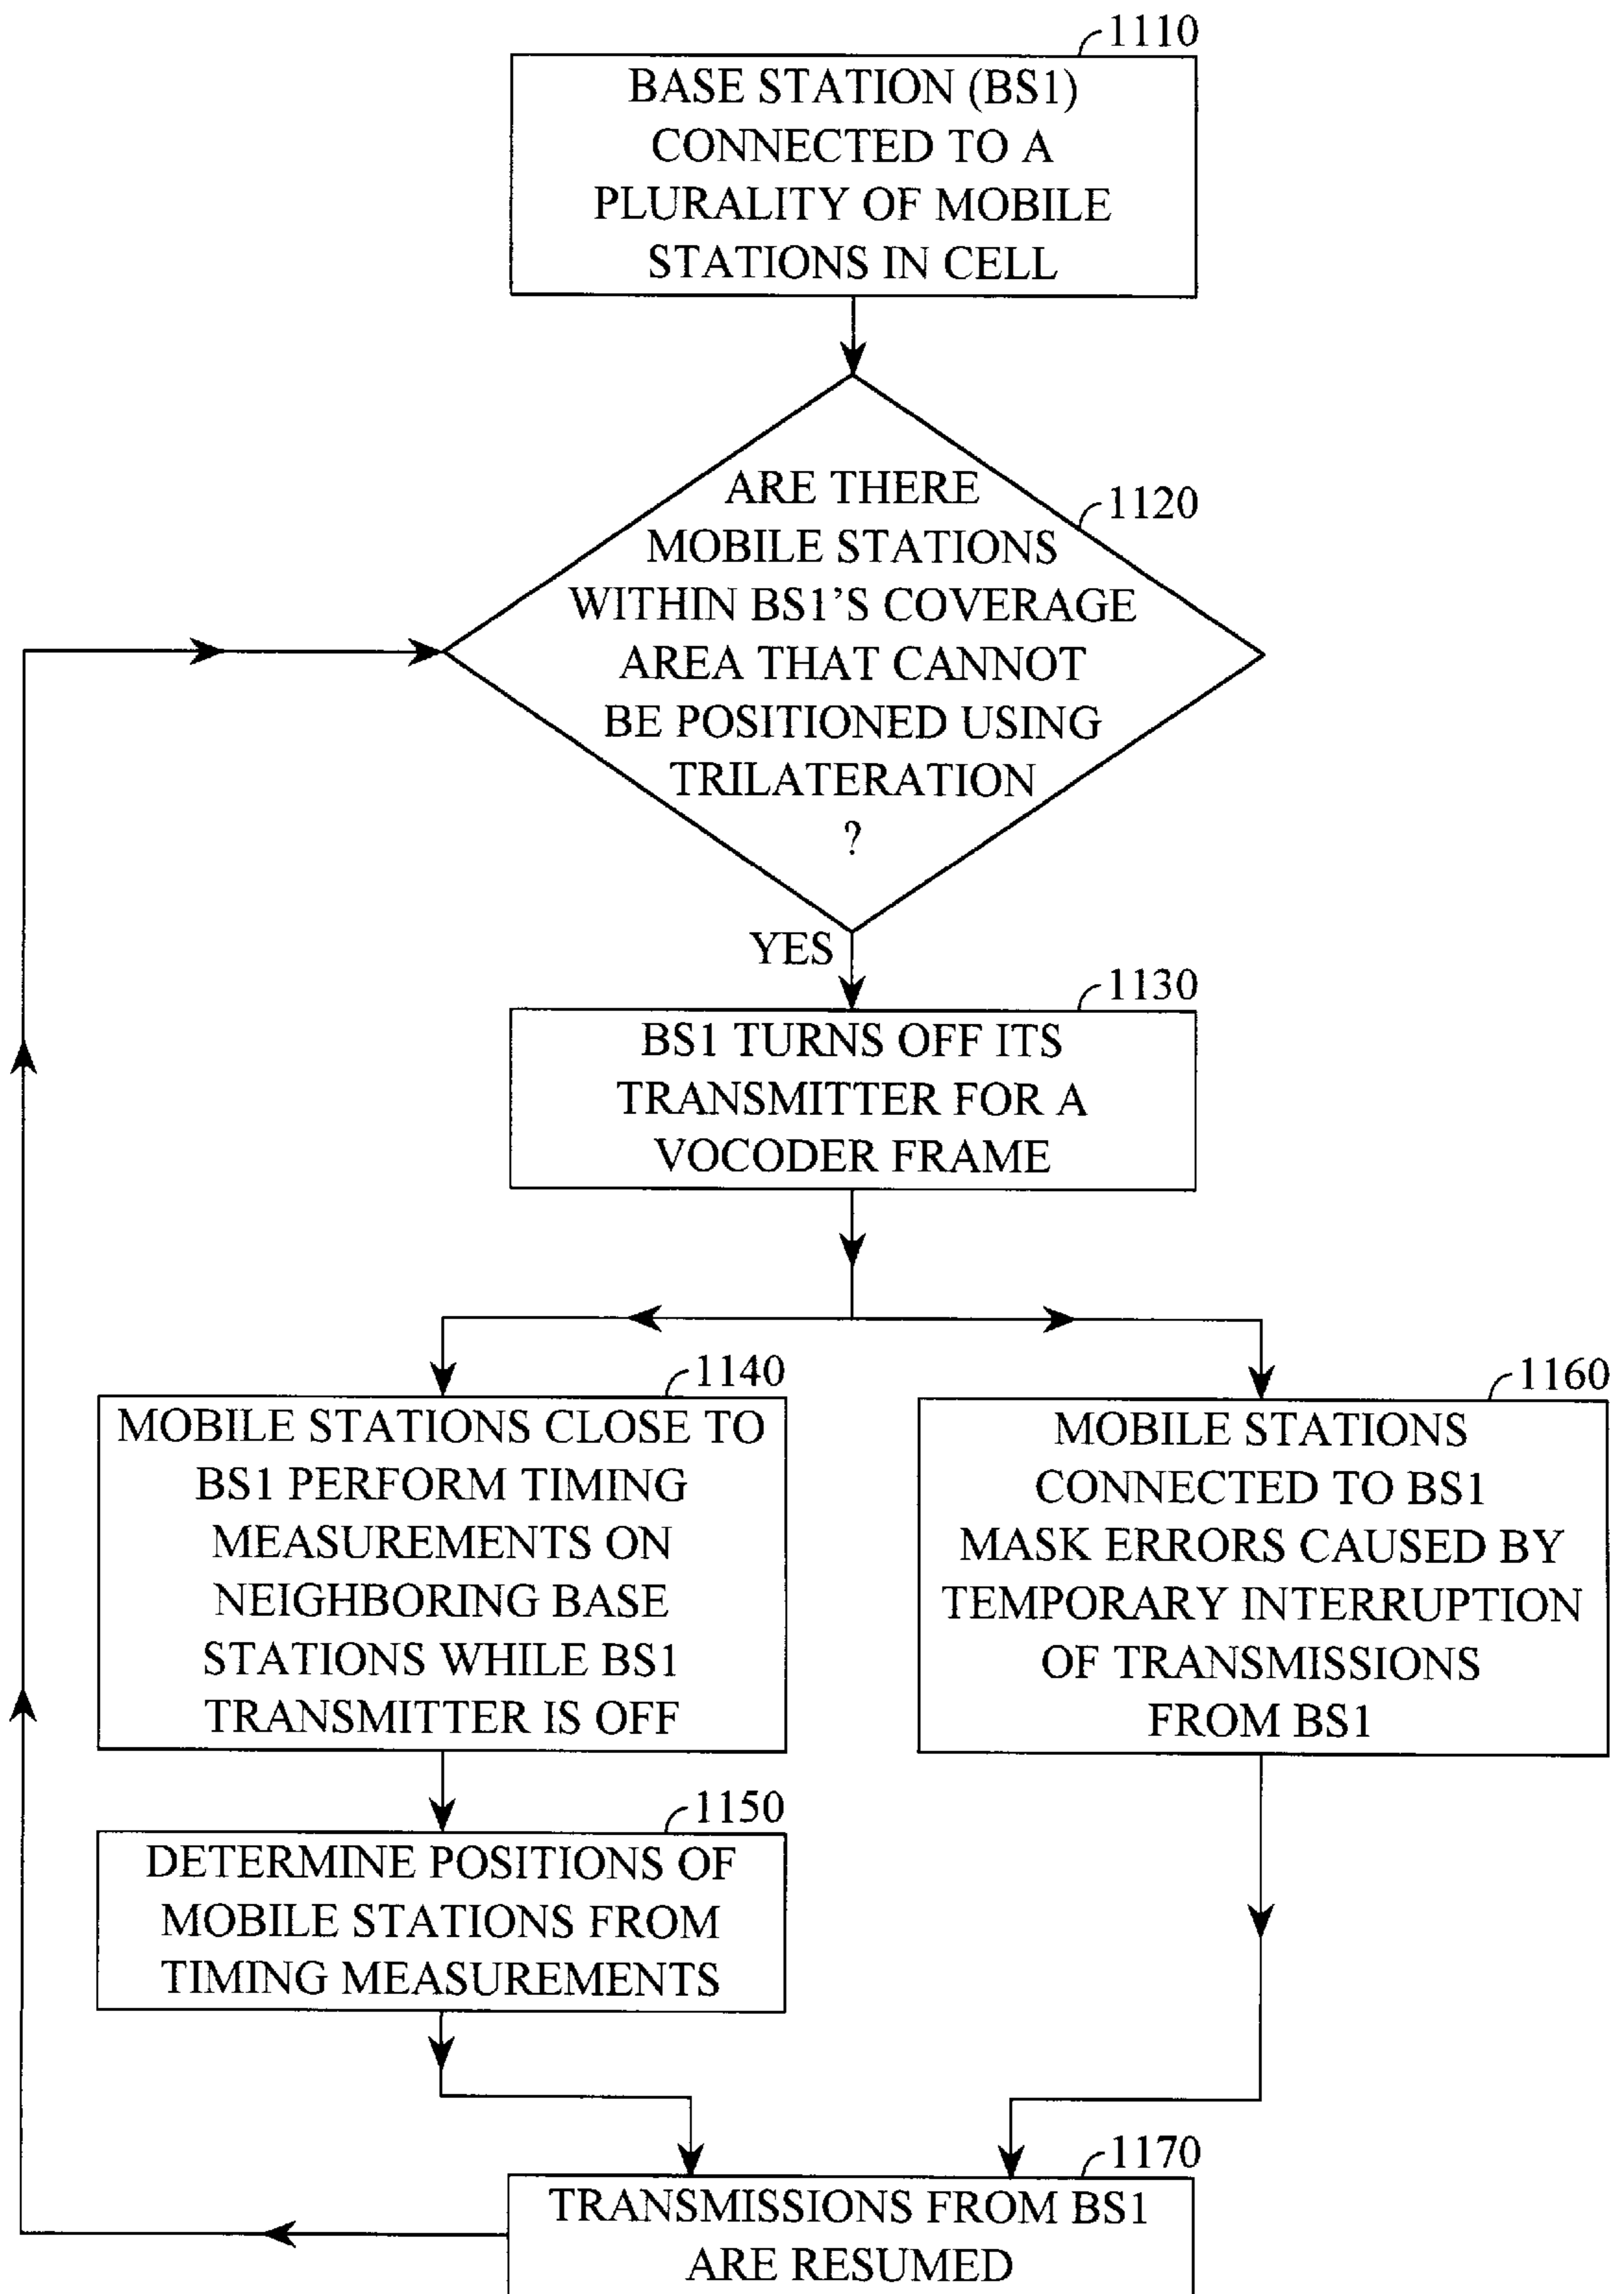 1110
BASE STATION (BS1)
CONNECTED TO A
PLURALITY OF MOBILE
STATIONS IN CELL
1120
ARE THERE
MOBILE STATIONS
WITHIN BS1'S COVERAGE
AREA THAT CANNOT
BE POSITIONED USING
TRILATERATION
?
YES
1130
BS1 TURNS OFF ITS
TRANSMITTER FOR A
VOCODER FRAME
1140
MOBILE STATIONS CLOSE TO
BS1 PERFORM TIMING
MEASUREMENTS ON
NEIGHBORING BASE
STATIONS WHILE BS1
TRANSMITTER IS OFF
1160
MOBILE STATIONS
CONNECTED TO BS1
MASK ERRORS CAUSED BY
TEMPORARY INTERRUPTION
OF TRANSMISSIONS
FROM BS1
1150
DETERMINE POSITIONS OF
MOBILE STATIONS FROM
TIMING MEASUREMENTS
1170
TRANSMISSIONS FROM BS1
ARE RESUMED